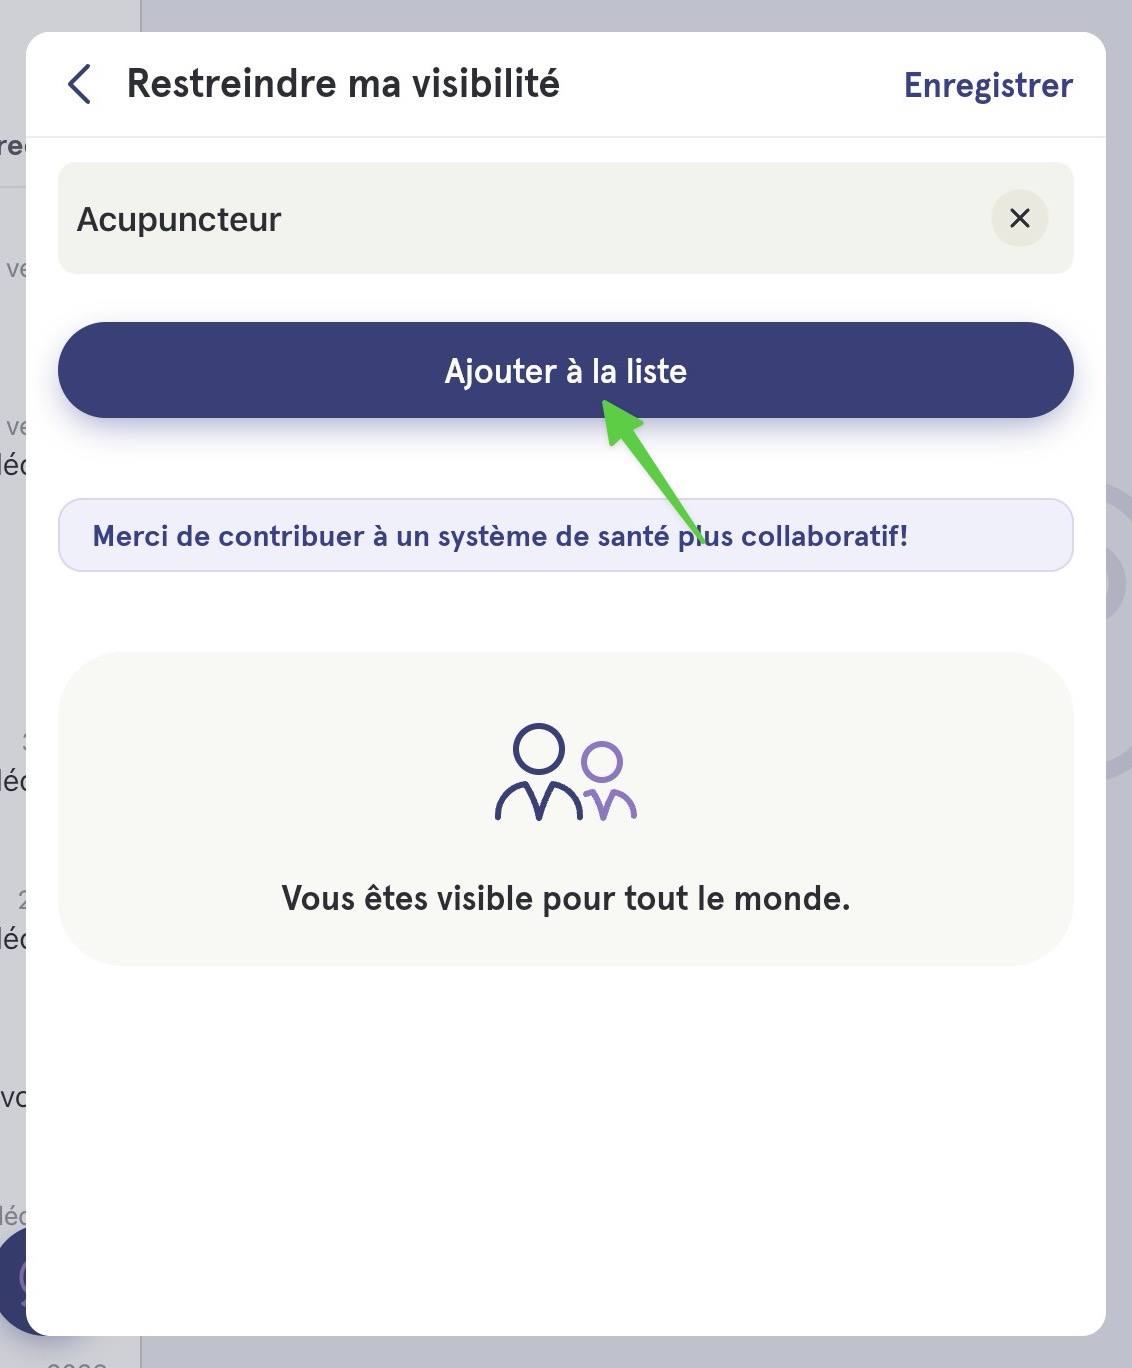 Restreindre ma visibilité
Enregistrer
Acupuncteur
Ajouter à la liste
Merci de contribuer à un système de santé plus collaboratif!
Vous êtes visible pour tout le monde.